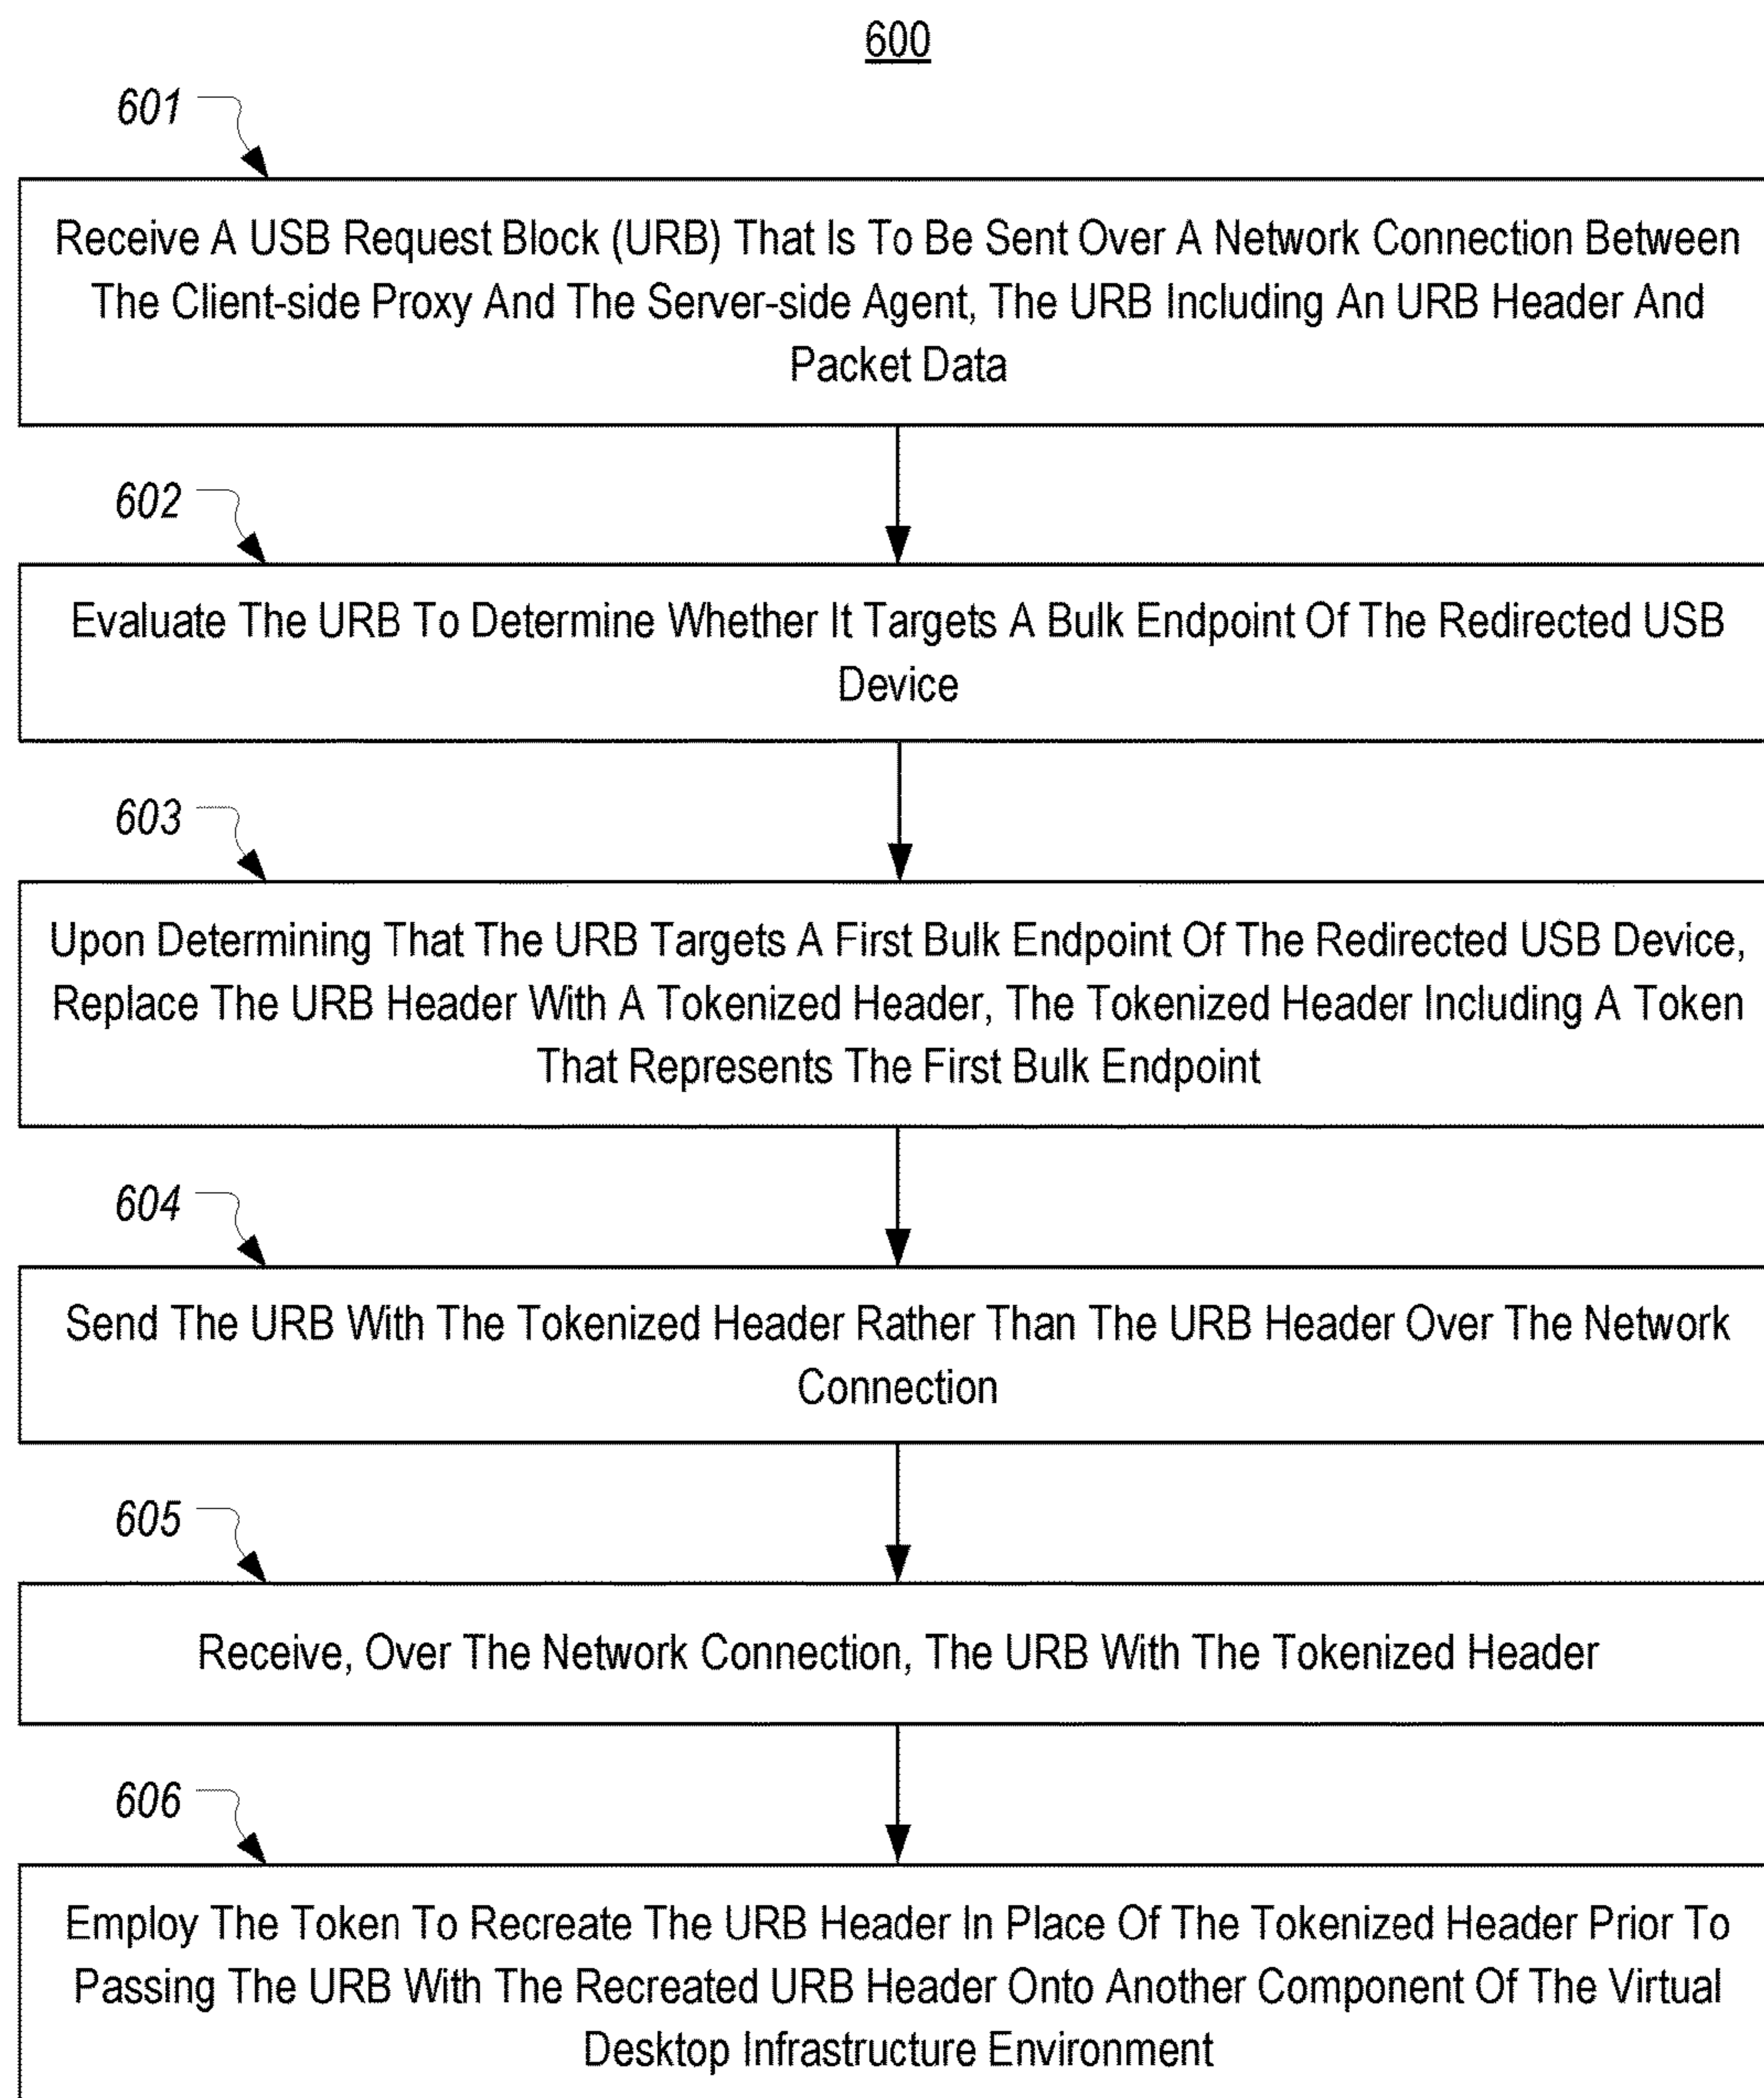 600
601
Receive A USB Request Block (URB) That Is To Be Sent Over A Network Connection Between
The Client-side Proxy And The Server-side Agent, The URB Including An URB Header And
Packet Data
602
Evaluate The URB To Determine Whether It Targets A Bulk Endpoint Of The Redirected USB
Device
603
Upon Determining That The URB Targets A First Bulk Endpoint Of The Redirected USB Device,
Replace The URB Header With A Tokenized Header, The Tokenized Header Including A Token
That Represents The First Bulk Endpoint
604
Send The URB With The Tokenized Header Rather Than The URB Header Over The Network
Connection
605
Receive, Over The Network Connection, The URB With The Tokenized Header
606
Employ The Token To Recreate The URB Header In Place Of The Tokenized Header Prior To
Passing The URB With The Recreated URB Header Onto Another Component Of The Virtual
Desktop Infrastructure Environment